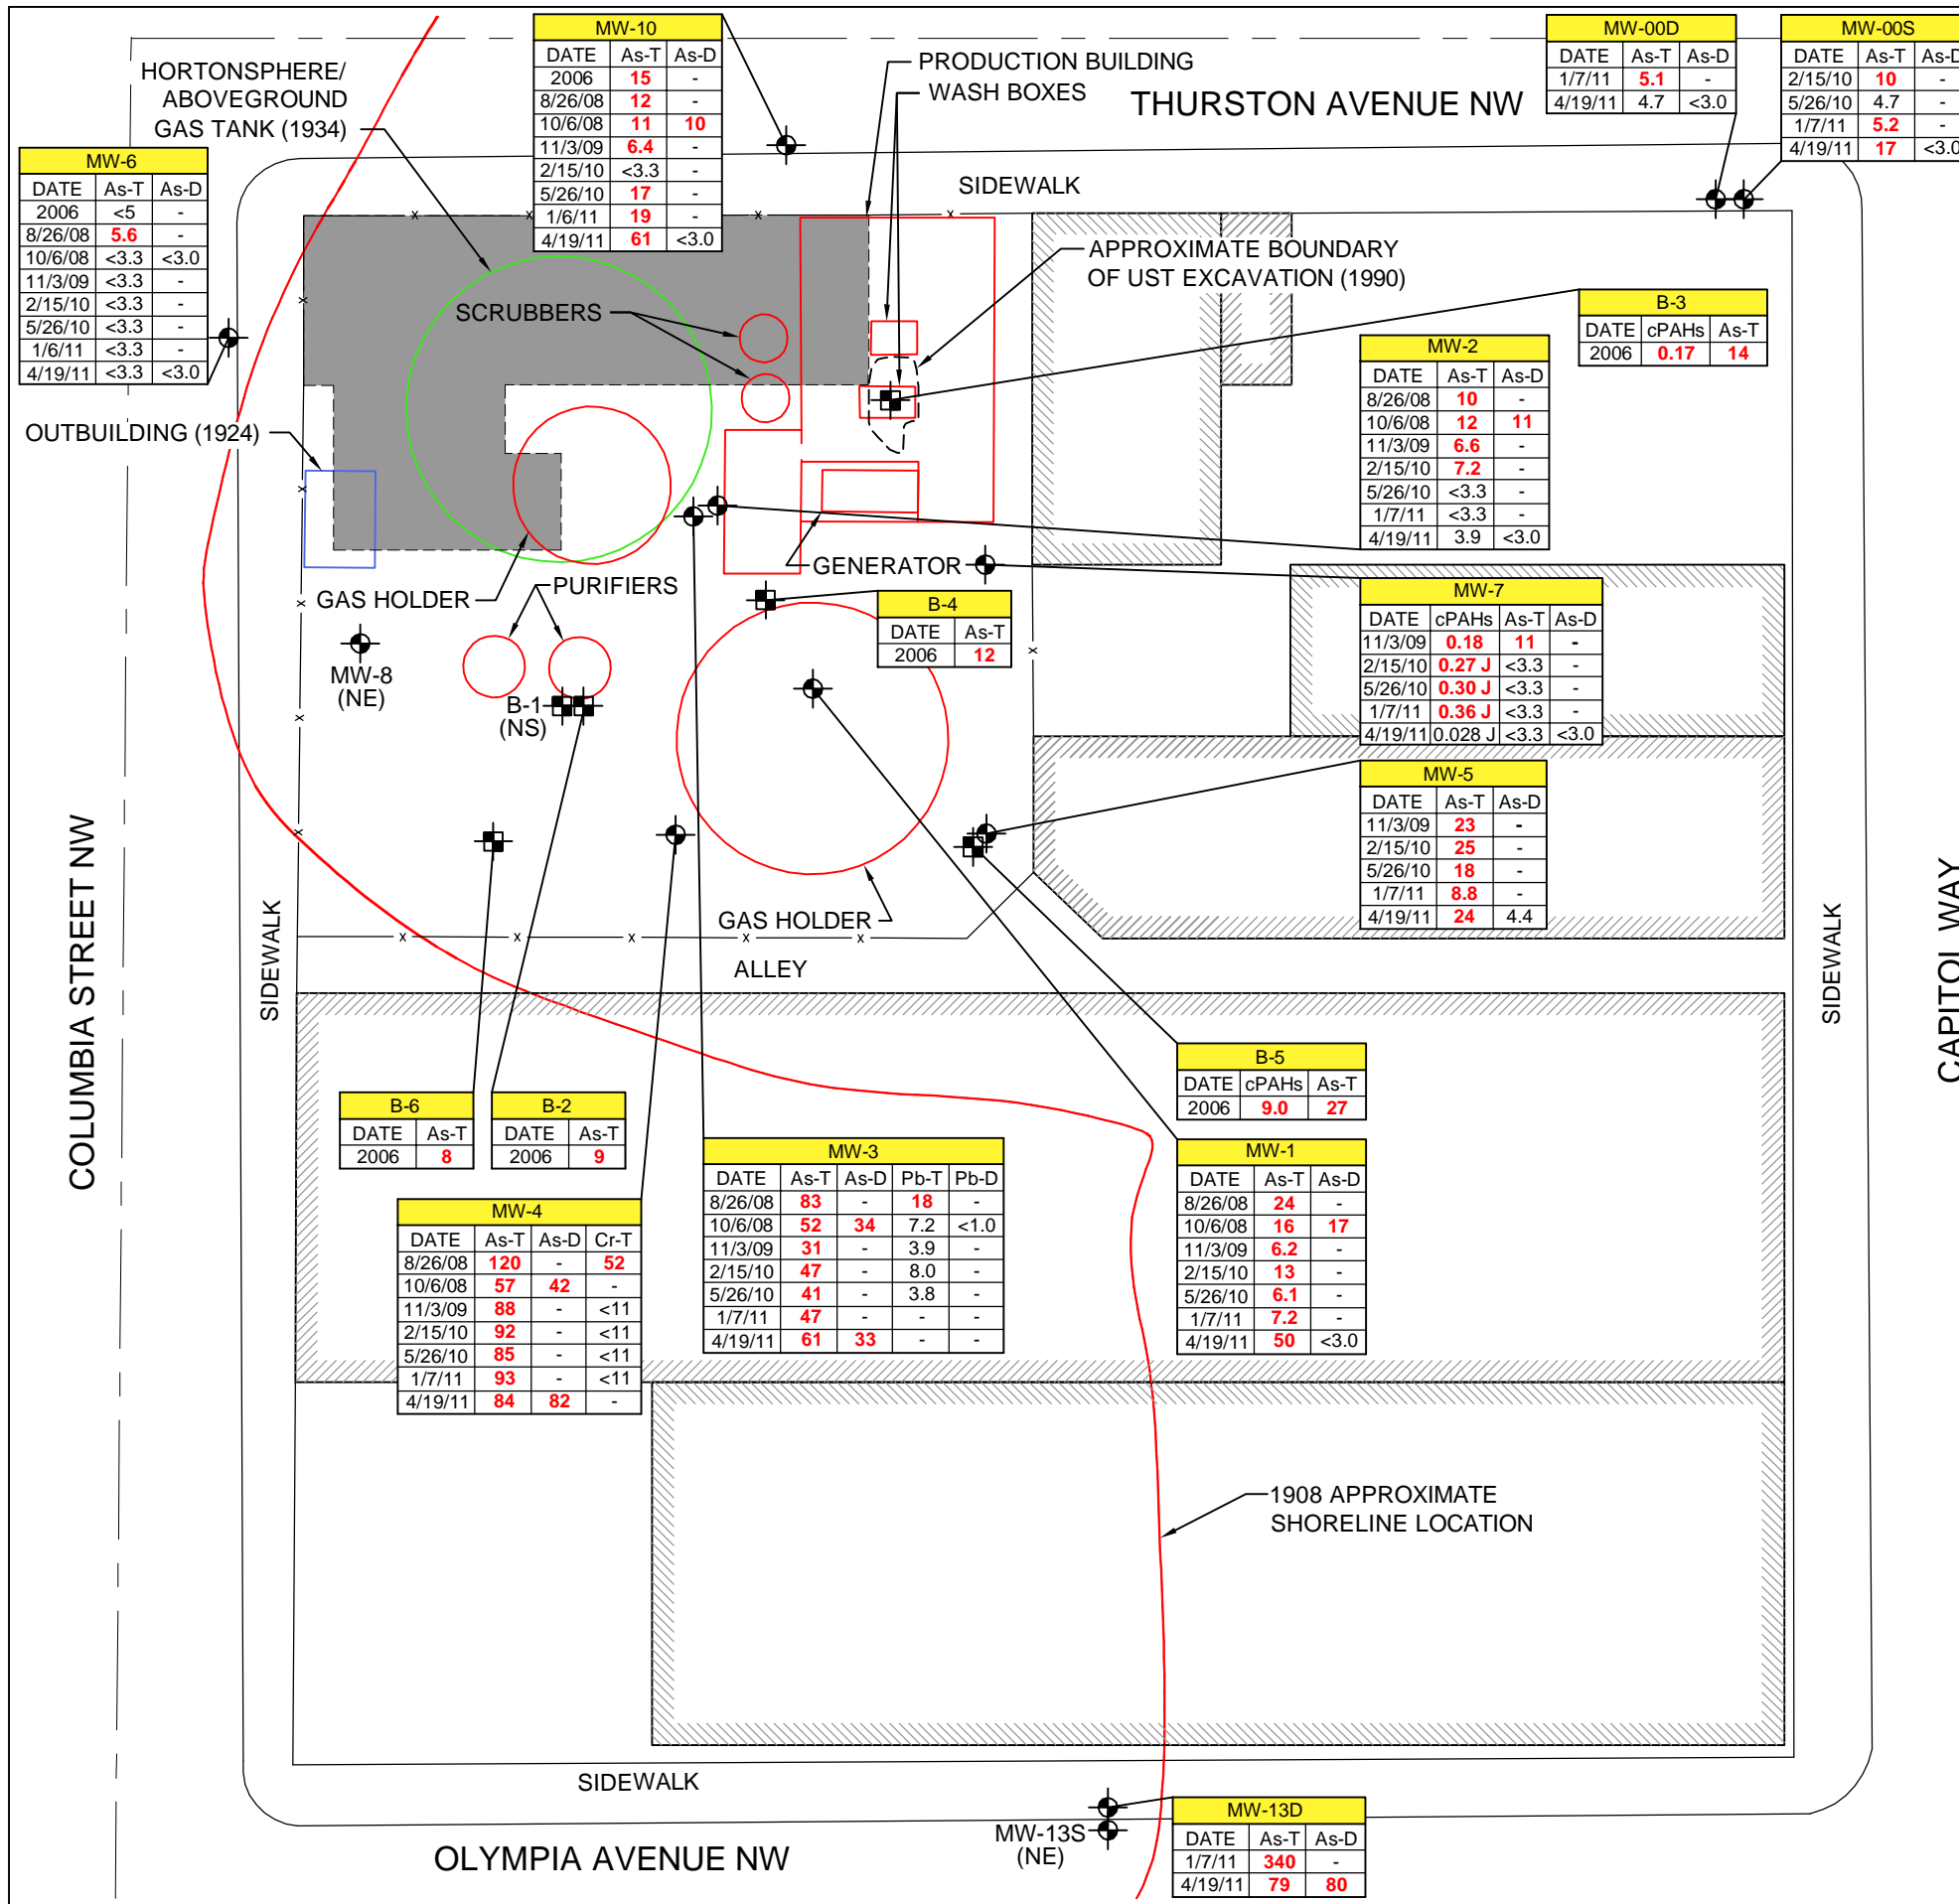 MW-10
DATE As-T As-D
2006 15 -
8/26/08 12 -
10/6/08 11 10
11/3/09 6.4 -
2/15/10 <3.3 -
5/26/10 17 -
1/6/11 19 -
4/19/11 61 <3.0
MW-00D
DATE As-T As-D
1/7/11 5.1 -
4/19/11 4.7 <3.0
MW-00S
DATE As-T As-D
2/15/10 10 -
5/26/10 4.7 -
1/7/11 5.2 -
4/19/11 17 <3.0
HORTONSPHERE/
ABOVEGROUND
GAS TANK (1934)
PRODUCTION BUILDING
WASH BOXES
THURSTON AVENUE NW
MW-6
DATE As-T As-D
2006 <5 -
8/26/08 5.6 -
10/6/08 <3.3 <3.0
11/3/09 <3.3 -
2/15/10 <3.3 -
5/26/10 <3.3 -
1/6/11 <3.3 -
4/19/11 <3.3 <3.0
SIDEWALK
APPROXIMATE BOUNDARY
OF UST EXCAVATION (1990)
SCRUBBERS
B-3
DATE cPAHs As-T
2006 0.17 14
MW-2
DATE As-T As-D
8/26/08 10 -
10/6/08 12 11
11/3/09 6.6 -
2/15/10 7.2 -
5/26/10 <3.3 -
1/7/11 <3.3 -
4/19/11 3.9 <3.0
OUTBUILDING (1924)
GENERATOR
PURIFIERS
GAS HOLDER
B-4
DATE As-T
2006 12
MW-7
DATE cPAHs As-T As-D
11/3/09 0.18 11 -
2/15/10 0.27 J <3.3 -
5/26/10 0.30 J <3.3 -
1/7/11 0.36 J <3.3 -
4/19/11 0.028 J <3.3 <3.0
MW-8
(NE)
B-1
(NS)
MW-5
DATE As-T As-D
11/3/09 23 -
2/15/10 25 -
5/26/10 18 -
1/7/11 8.8 -
4/19/11 24 4.4
COLUMBIA STREET NW
SIDEWALK
GAS HOLDER
ALLEY
SIDEWALK
CAPITOL WAY
B-5
DATE cPAHs As-T
2006 9.0 27
B-6
DATE As-T
2006 8
B-2
DATE As-T
2006 9
MW-3
DATE As-T As-D Pb-T Pb-D
8/26/08 83 - 18 -
10/6/08 52 34 7.2 <1.0
11/3/09 31 - 3.9 -
2/15/10 47 - 8.0 -
5/26/10 41 - 3.8 -
1/7/11 47 - - -
4/19/11 61 33 - -
MW-1
DATE As-T As-D
8/26/08 24 -
10/6/08 16 17
11/3/09 6.2 -
2/15/10 13 -
5/26/10 6.1 -
1/7/11 7.2 -
4/19/11 50 <3.0
MW-4
DATE As-T As-D Cr-T
8/26/08 120 - 52
10/6/08 57 42 -
11/3/09 88 - <11
2/15/10 92 - <11
5/26/10 85 - <11
1/7/11 93 - <11
4/19/11 84 82 -
1908 APPROXIMATE
SHORELINE LOCATION
SIDEWALK
OLYMPIA AVENUE NW
MW-13S
(NE)
MW-13D
DATE As-T As-D
1/7/11 340 -
4/19/11 79 80